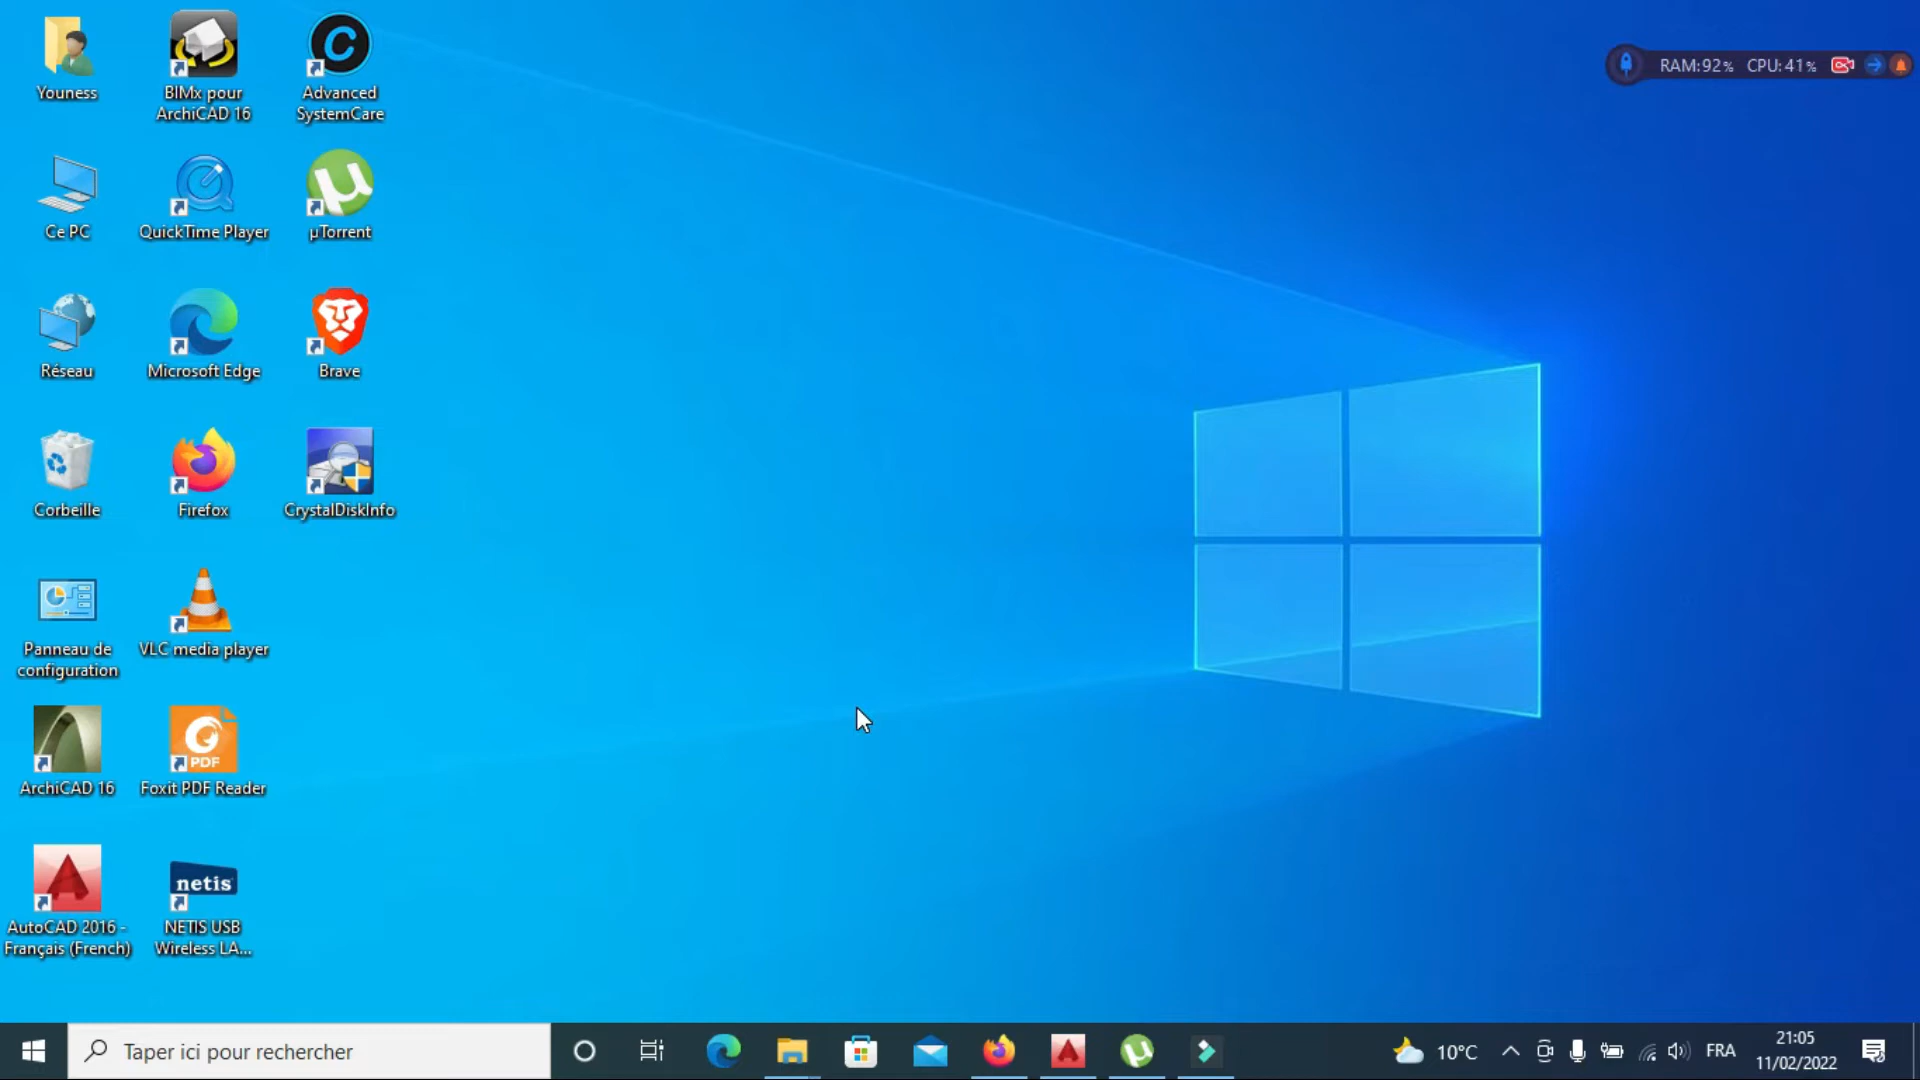 Youness
BIMx pour
ArchiCAD 16
Advanced
SystemCare
RAM:92% CPU:41%
Ce PC
QuickTime Player
µTorrent
Réseau
Microsoft Edge
Brave
Corbeille
Firefox
CrystalDiskInfo
Panneau de
configuration
VLC media player
ArchiCAD 16
PDF
Foxit PDF Reader
AutoCAD 2016 -
Français (French)
netis
NETIS USB
Wireless LA...
Taper ici pour rechercher
10°C
FRA
21:05
11/02/2022